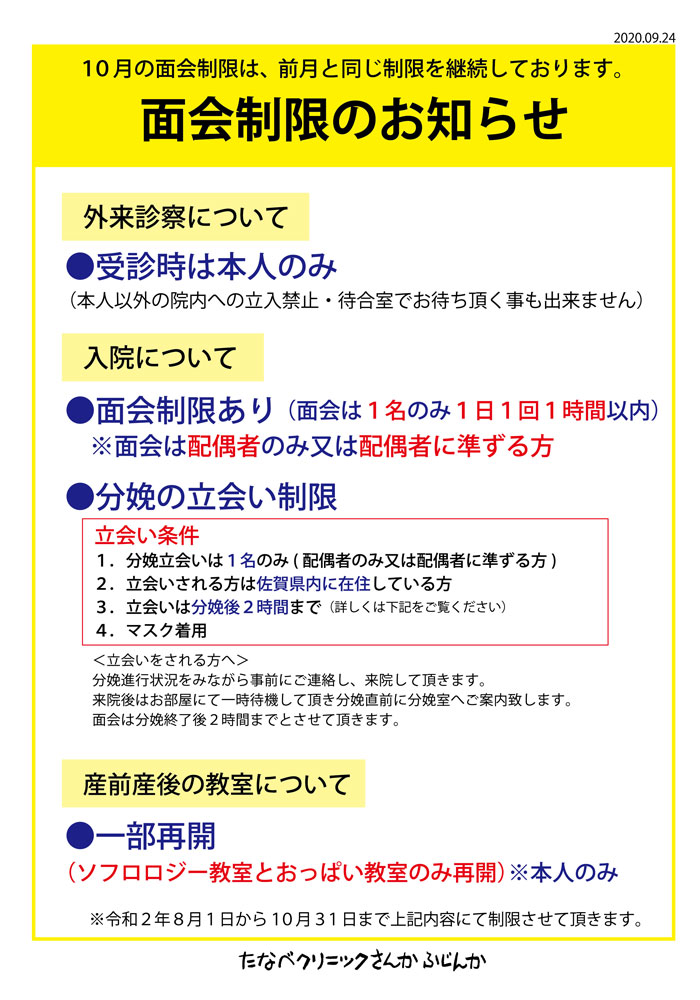 2020.09.24
10月の面会制限は、前月と同じ制限を継続しております。
面会制限のお知らせ
外来診察について
●受診時は本人のみ
（本人以外の院内への立入禁止・待合室でお待ち頂く事も出来ません）
入院について
●面会制限あり（面会は１名のみ１日１回１時間以内）
※面会は配偶者のみ又は配偶者に準ずる方
●分娩の立会い制限
立会い条件
１．分娩立会いは１名のみ ( 配偶者のみ又は配偶者に準ずる方 )
２．立会いされる方は佐賀県内に在住している方
３．立会いは分娩後２時間まで（詳しくは下記をご覧ください）
４．マスク着用
＜立会いをされる方へ＞
分娩進行状況をみながら事前にご連絡し、来院して頂きます。
来院後はお部屋にて一時待機して頂き分娩直前に分娩室へご案内致します。
面会は分娩終了後２時間までとさせて頂きます。
産前産後の教室について
●一部再開
（ソフロロジー教室とおっぱい教室のみ再開）※本人のみ
※令和２年８月１日から10月３１日まで上記内容にて制限させて頂きます。
たなべクリニックさんかふじんか